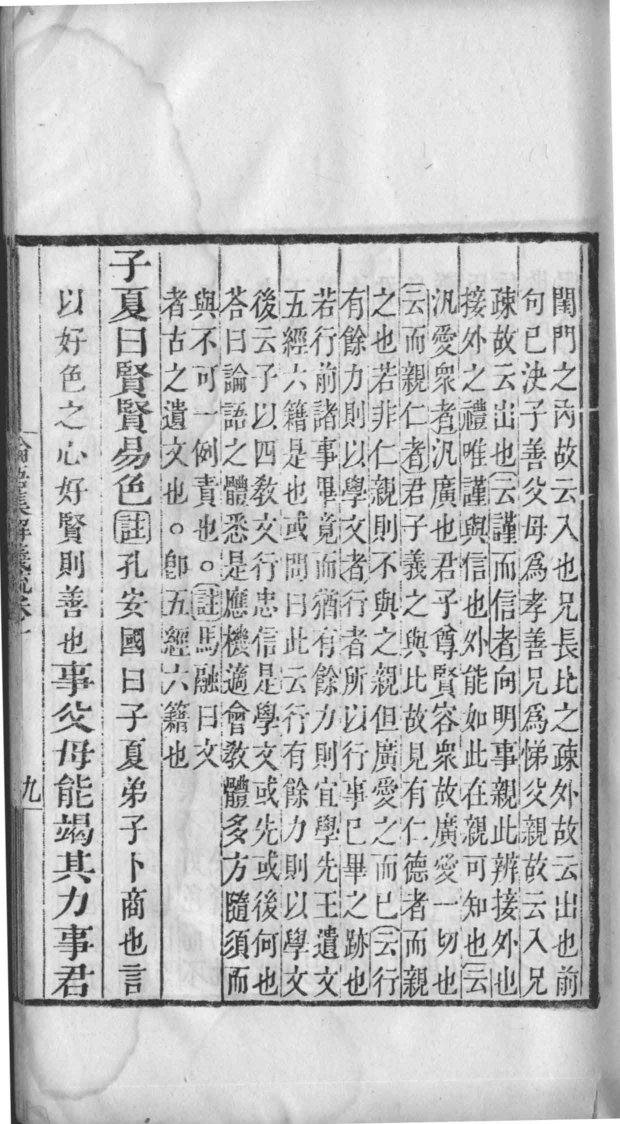 閨門之內故云入也兄長比之疎外故云出也前
句已決子善父母爲孝善兄爲悌父親故云入兄
疎故云出也云謹而信者向明事親此辨接外也
接外之禮唯謹與信也外能如此在親可知也云
汎愛衆者汎廣也君子尊賢容衆故廣愛一切也
云而親仁者君子義之與比故見有仁德者而親
之也若非仁親則不與之親但廣愛之而已云行
有餘力則以學文者行者所以行事已畢之跡也
若行前諸事畢竟而猶有餘力則宜學先王遺文
五經六籍是也或問曰此云行有餘力則以學文
後云子以四教文行忠信是學文或先或後何也
荅曰論語之體悉是應機適會教體多方隨須而
與不可一例責也。註馬融曰文
者古之遺文也。卽五經六籍也
子夏曰賢賢易色註孔安國曰子夏弟子卜商也言
以好色之心好賢則善也事父母能竭其力事君
論語集解義疏卷一
九